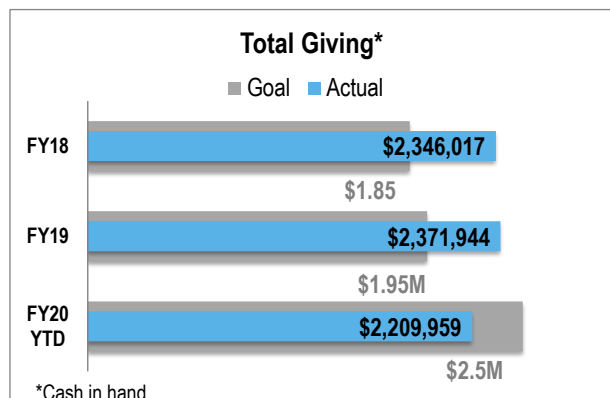 Total Giving*
Goal Actual
FY18
$2,346,017
$1.85
FY19
$2,371,944
$1.95M
FY20
YTD
$2,209,959
$2.5M
*Cash in hand